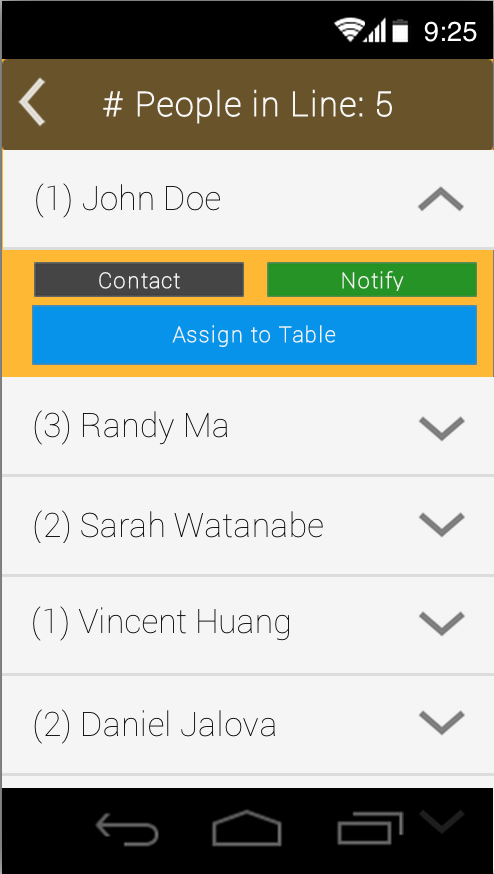 9:25
# People in Line: 5
(1) John Doe
Contact Notify
Assign to Table
(3) Randy Ma
(2) Sarah Watanabe
(1) Vincent Huang
(2) Daniel Jalova